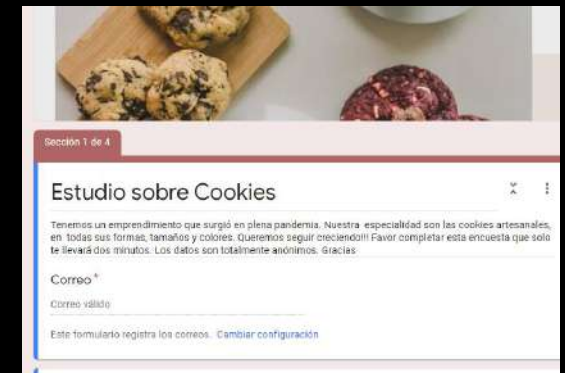 Sección 1 de 4
Estudio sobre Cookies
Tenemos un emprendimiento que surgió en plena pandemia. Nuestra especialidad son las cookies artesanales,
en todas sus formas, tamaños y colores. Queremos seguir creciendo!!! Favor completar esta encuesta que solo
te llevará dos minutos. Los datos son totalmente anónimos. Gracias
Correo*
Correo válido
Este formulario registra los correos. Cambiar configuración